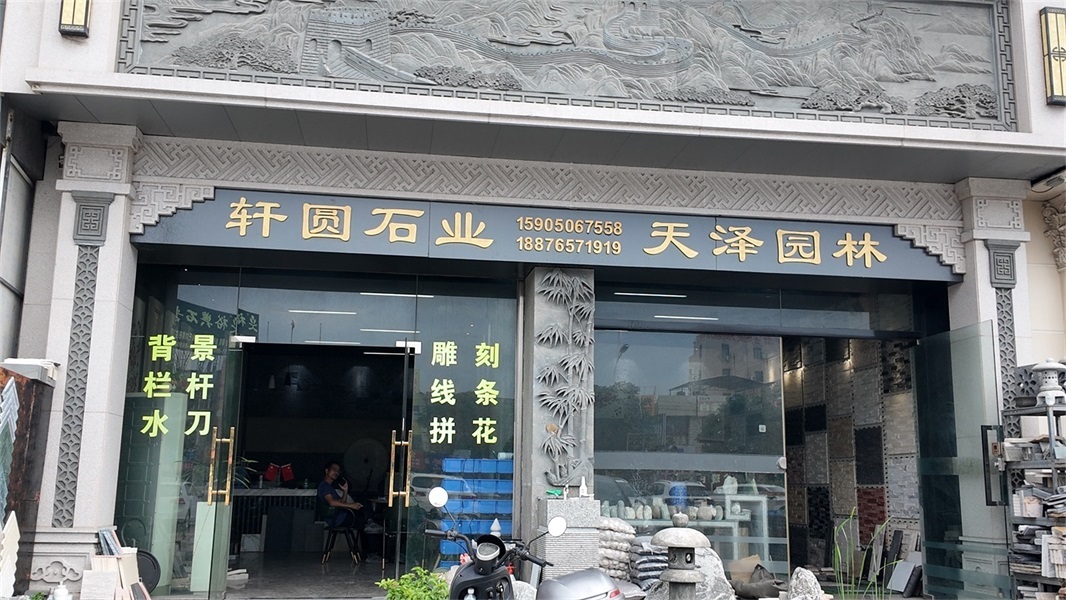 轩圆石业
15905067558
18876571919
天泽园林
背景 雕刻
栏杆 线条
水刀 拼花